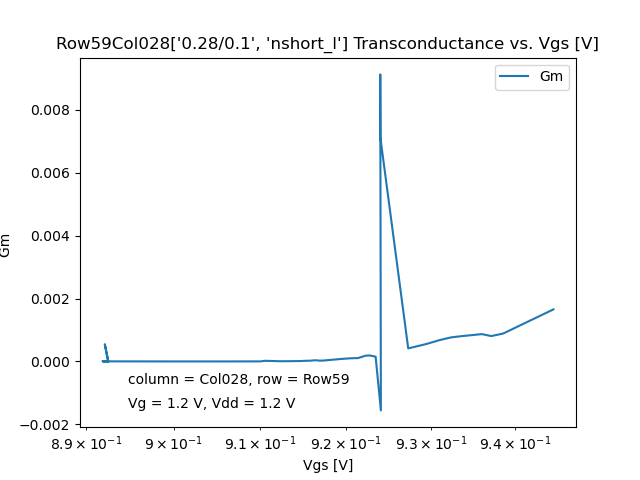 Row59Col028['0.28/0.1', 'nshort_l'] Transconductance vs. Vgs [V]
Gm
0.008
0.006
0.004
0.002
0.000
−0.002
Gm
column = Col028, row = Row59
Vg = 1.2 V, Vdd = 1.2 V
8.9 × 10⁻¹
9 × 10⁻¹
9.1 × 10⁻¹
9.2 × 10⁻¹
9.3 × 10⁻¹
9.4 × 10⁻¹
Vgs [V]